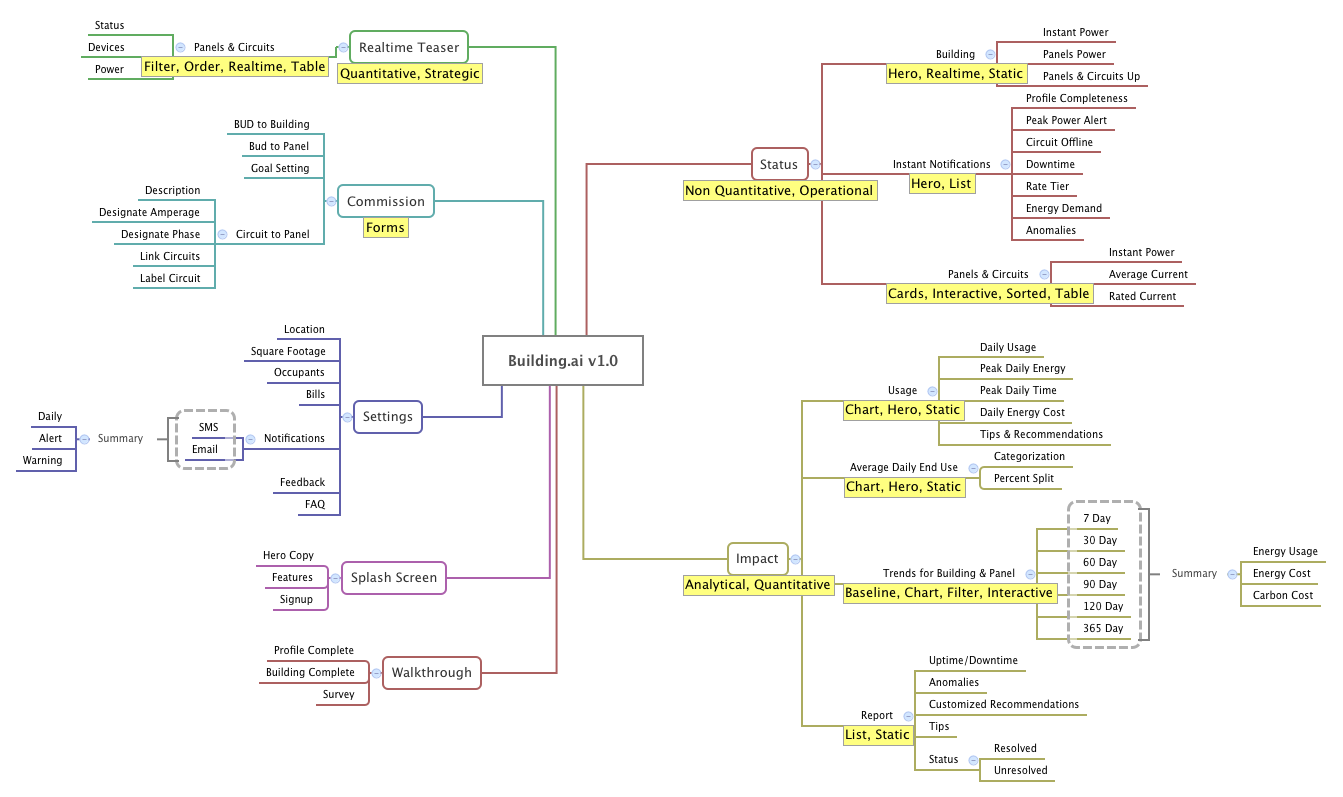 Building.ai v1.0
Realtime Teaser
Quantitative, Strategic
Panels & Circuits
Filter, Order, Realtime, Table
Status
Devices
Power
Commission
Forms
BUD to Building
Bud to Panel
Goal Setting
Circuit to Panel
Description
Designate Amperage
Designate Phase
Link Circuits
Label Circuit
Settings
Location
Square Footage
Occupants
Bills
Notifications
SMS
Email
Summary
Daily
Alert
Warning
Feedback
FAQ
Splash Screen
Hero Copy
Features
Signup
Walkthrough
Profile Complete
Building Complete
Survey
Status
Non Quantitative, Operational
Building
Hero, Realtime, Static
Instant Power
Panels Power
Panels & Circuits Up
Instant Notifications
Hero, List
Profile Completeness
Peak Power Alert
Circuit Offline
Downtime
Rate Tier
Energy Demand
Anomalies
Panels & Circuits
Cards, Interactive, Sorted, Table
Instant Power
Average Current
Rated Current
Impact
Analytical, Quantitative
Usage
Chart, Hero, Static
Daily Usage
Peak Daily Energy
Peak Daily Time
Daily Energy Cost
Tips & Recommendations
Average Daily End Use
Chart, Hero, Static
Categorization
Percent Split
Trends for Building & Panel
Baseline, Chart, Filter, Interactive
7 Day
30 Day
60 Day
90 Day
120 Day
365 Day
Summary
Energy Usage
Energy Cost
Carbon Cost
Report
List, Static
Uptime/Downtime
Anomalies
Customized Recommendations
Tips
Status
Resolved
Unresolved